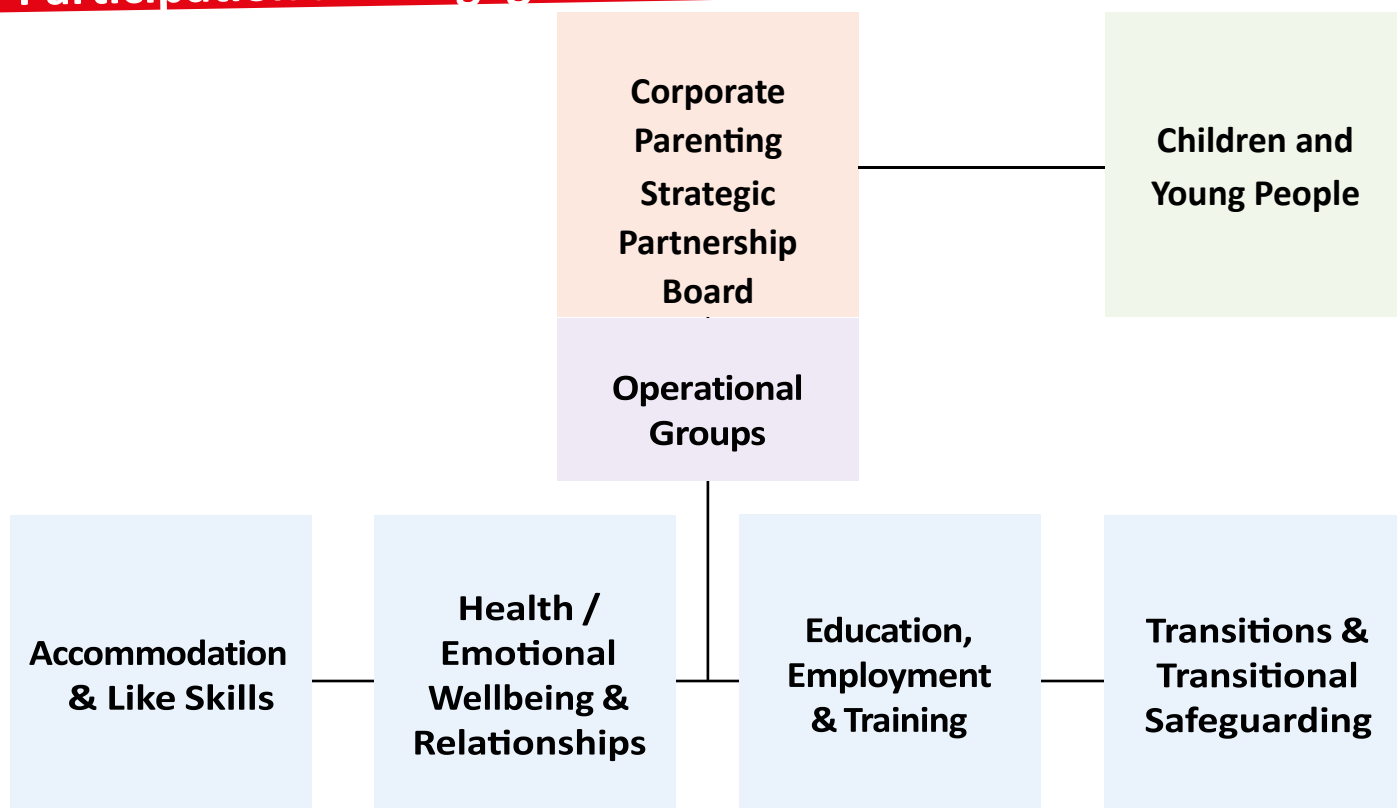 Corporate
Parenting
Strategic
Partnership
Board
Children and
Young People
Operational
Groups
Accommodation
& Like Skills
Health /
Emotional
Wellbeing &
Relationships
Education,
Employment
& Training
Transitions &
Transitional
Safeguarding